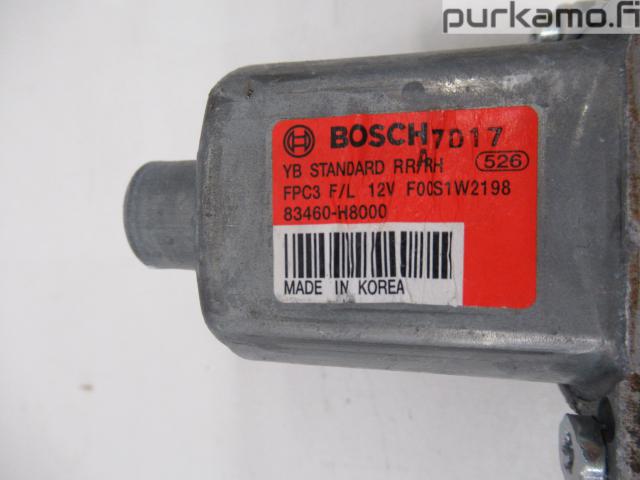 purkamo.fi
BOSCH 7D17
A
YB STANDARD RR/RH 526
FPC3 F/L 12V F00S1W2198
83460-H8000
MADE IN KOREA